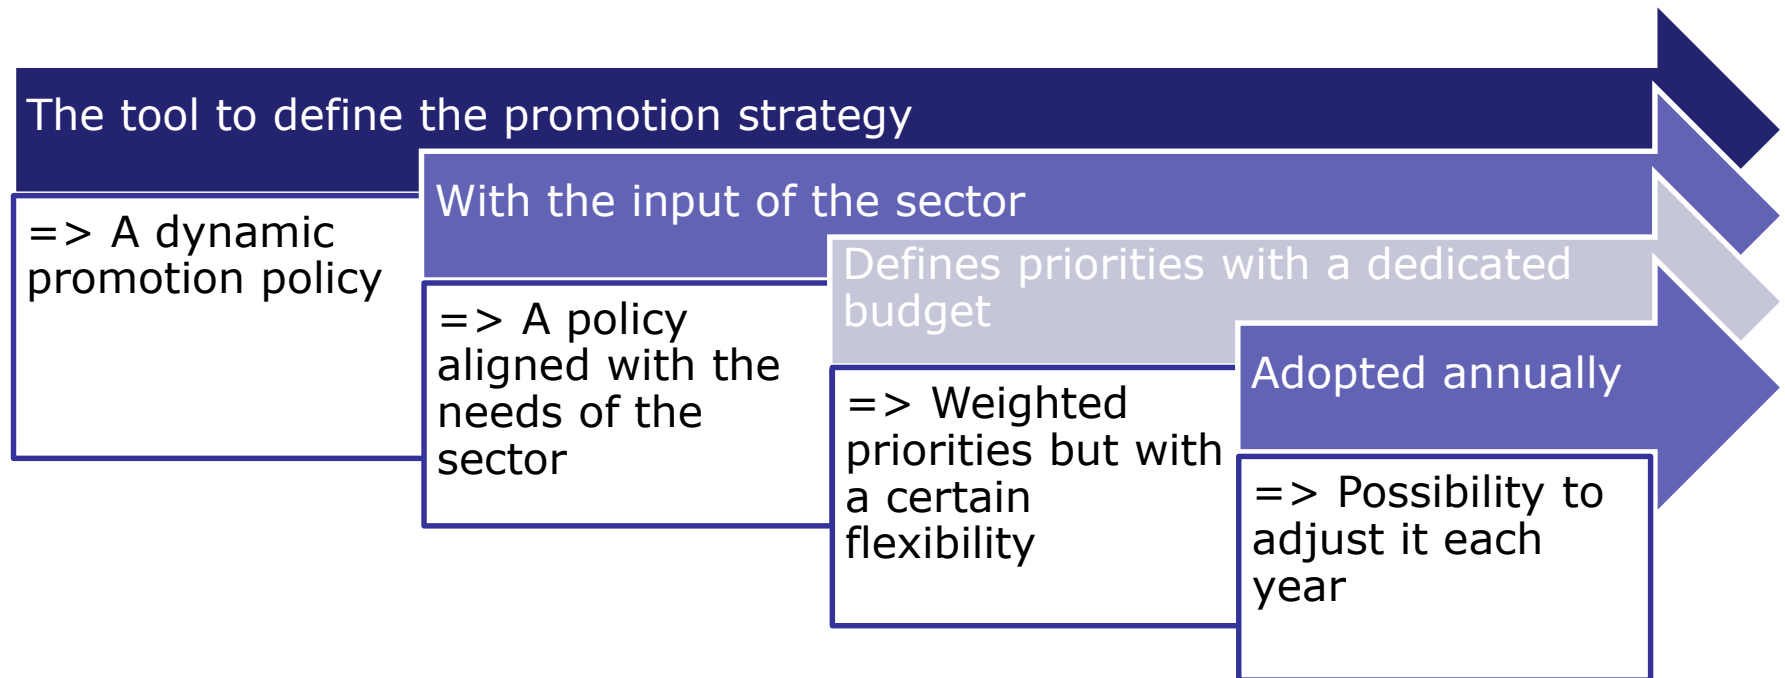 The tool to define the promotion strategy
=> A dynamic
promotion policy
With the input of the sector
=> A policy
aligned with the
needs of the
sector
Defines priorities with a dedicated
budget
=> Weighted
priorities but with
a certain
flexibility
Adopted annually
=> Possibility to
adjust it each
year